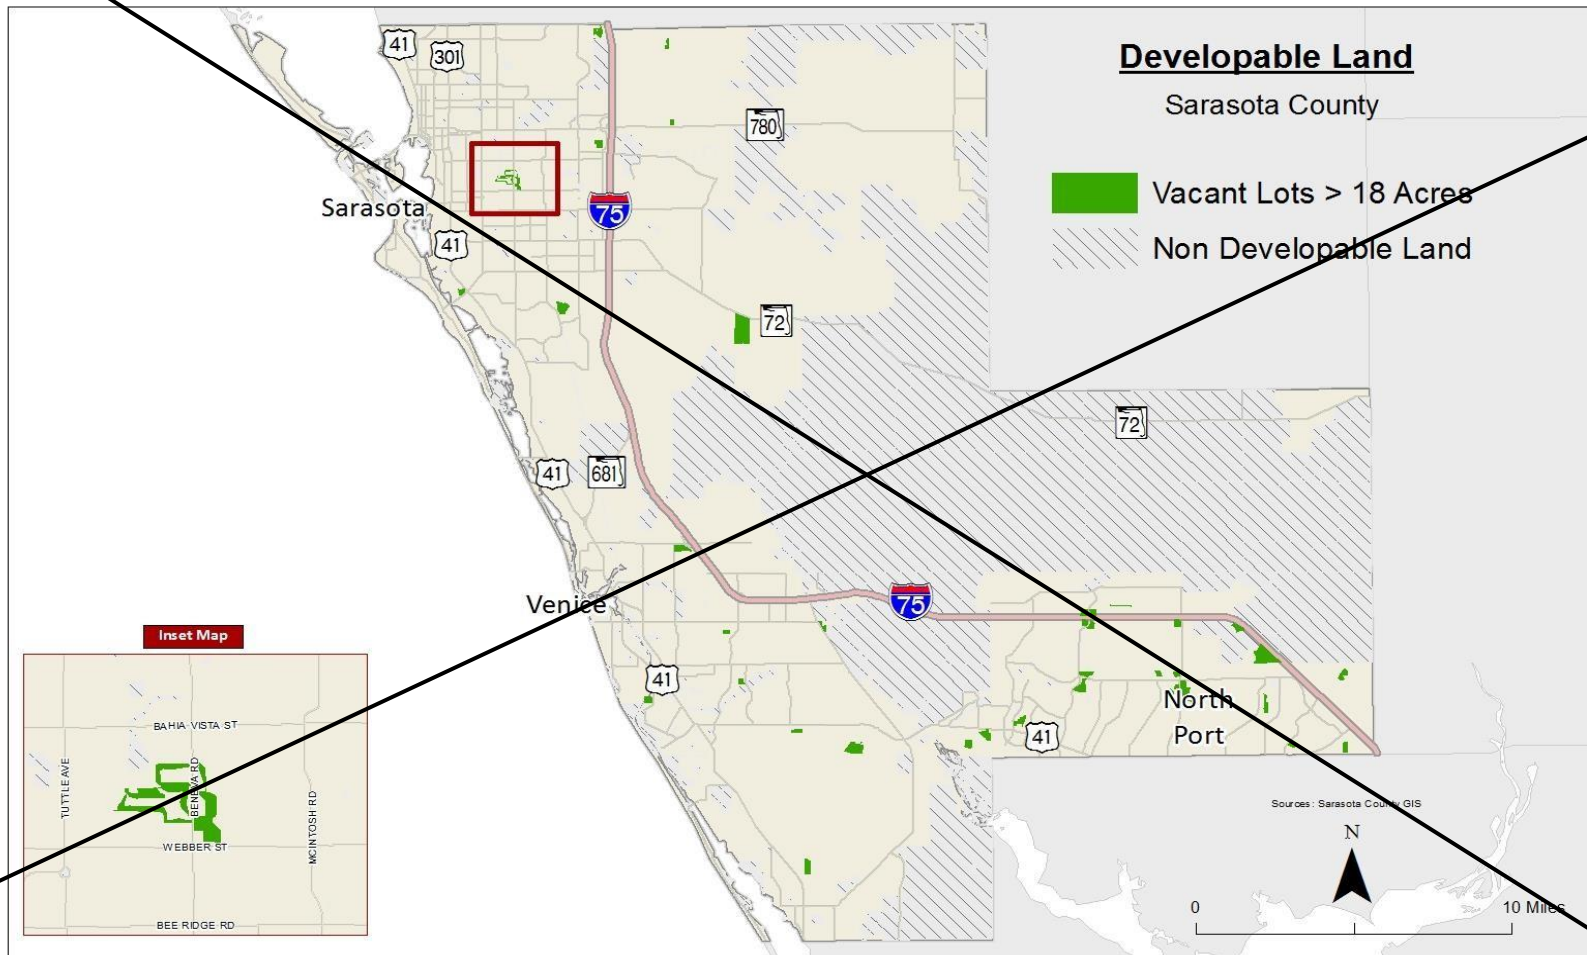 Developable Land
Sarasota County
Vacant Lots > 18 Acres
Non Developable Land
41
301
780
Sarasota
75
41
72
72
41
681
Venice
75
41
North
Port
41
Inset Map
BAHIA VISTA ST
TUTTLE AVE
BENEVA RD
MCINTOSH RD
WEBBER ST
BEE RIDGE RD
Sources: Sarasota County GIS
N
0 10 Miles